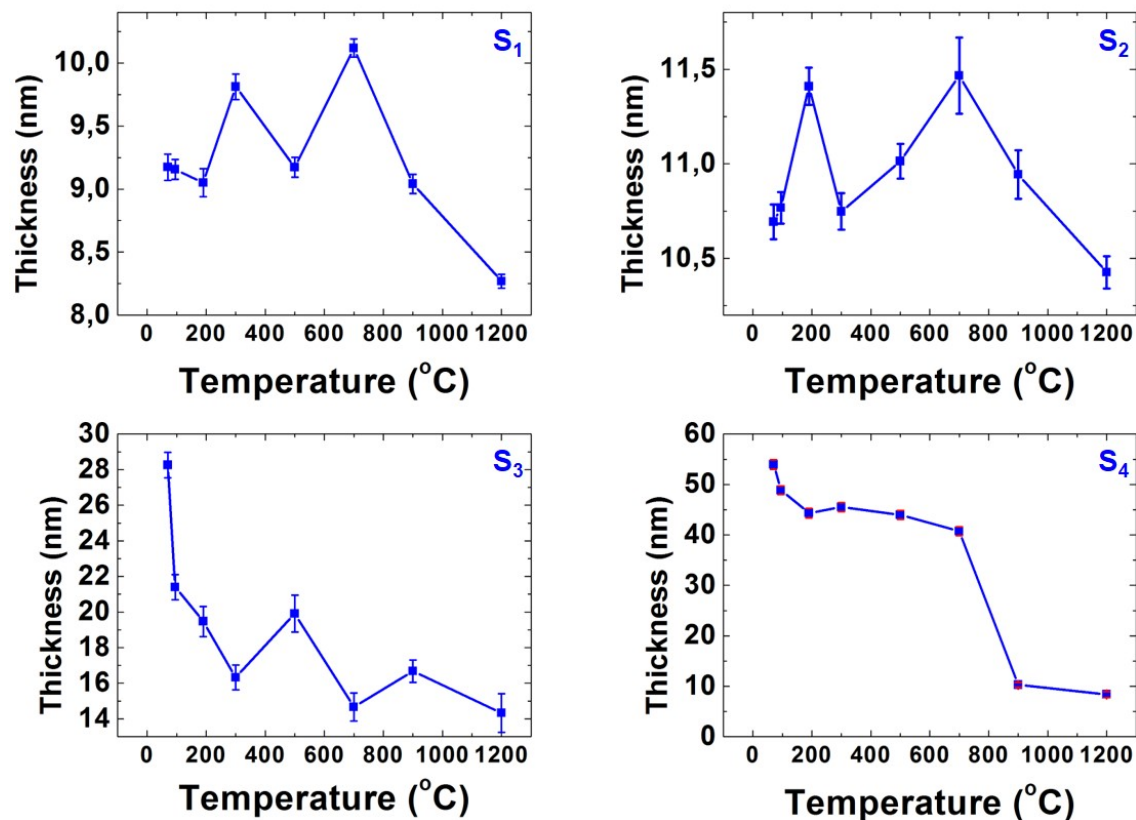 S₁
Thickness (nm)
10,0
9,5
9,0
8,5
8,0
0 200 400 600 800 1000 1200
Temperature (°C)
S₂
Thickness (nm)
11,5
11,0
10,5
0 200 400 600 800 1000 1200
Temperature (°C)
S₃
Thickness (nm)
30
28
26
24
22
20
18
16
14
0 200 400 600 800 1000 1200
Temperature (°C)
S₄
Thickness (nm)
60
50
40
30
20
10
0
0 200 400 600 800 1000 1200
Temperature (°C)